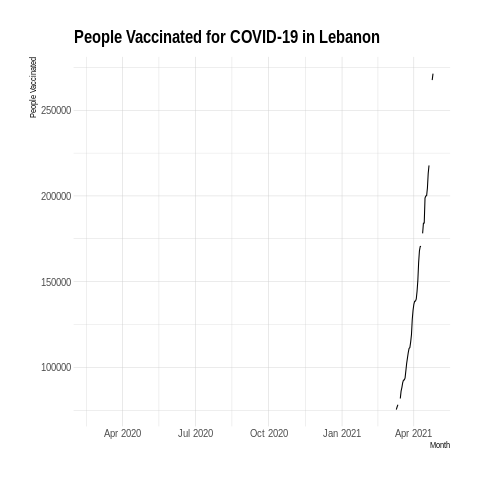 People Vaccinated for COVID-19 in Lebanon
People Vaccinated
250000
200000
150000
100000
Apr 2020 Jul 2020 Oct 2020 Jan 2021 Apr 2021
Month